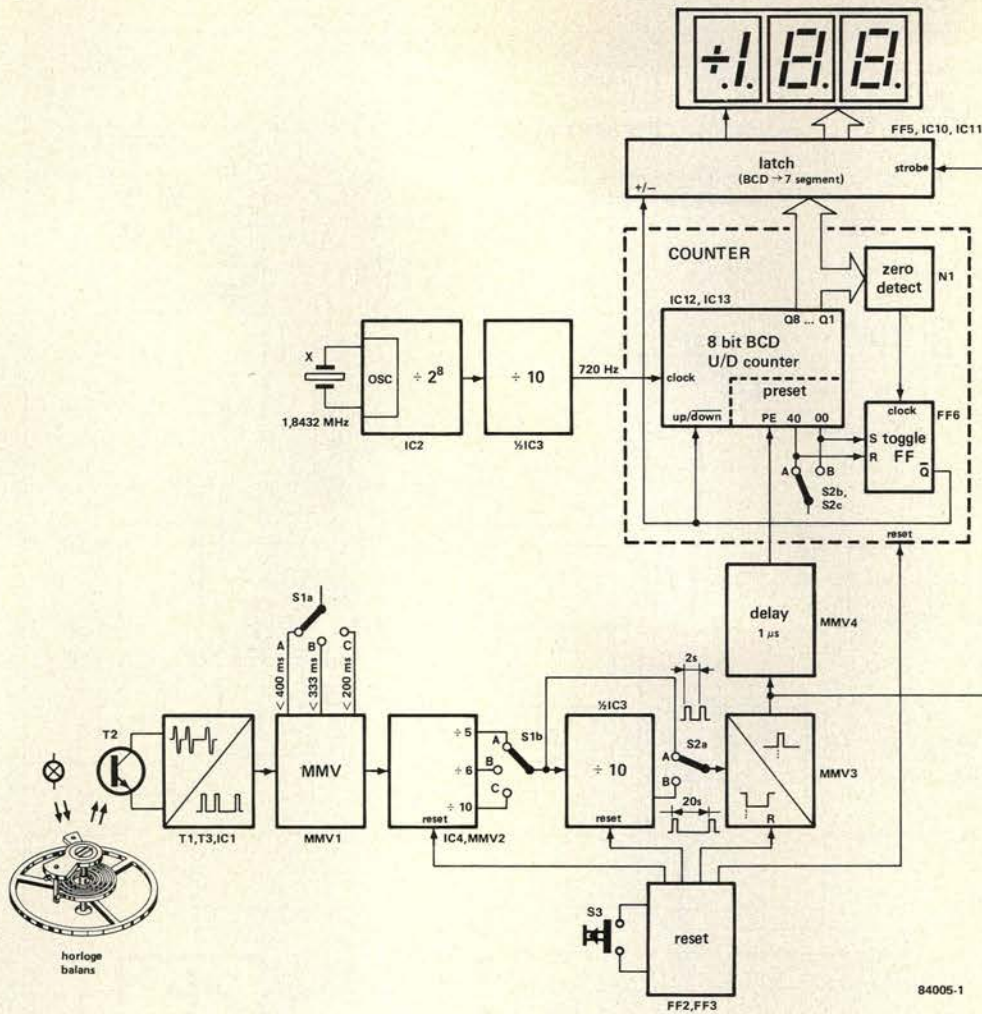 ÷.1. 8. 8.
FF5, IC10, IC11
latch
(BCD → 7 segment)
strobe
+/−
COUNTER
zero
detect
N1
IC12, IC13
Q8 ... Q1
8 bit BCD
U/D counter
preset
clock
up/down
PE 40 00
X
OSC
÷ 2⁸
÷ 10
720 Hz
1,8432 MHz
IC2
½IC3
clock
FF6
S toggle
R FF
Q
A B
S2b,
S2c
reset
delay
1 µs
MMV4
S1a
A B C
< 400 ms
< 333 ms
< 200 ms
T2
MMV
÷ 5
÷ 6
÷ 10
reset
A
B
C
S1b
½IC3
÷ 10
reset
2s
S2a
A
B
20s
R
MMV3
T1,T3,IC1
MMV1
IC4,MMV2
S3
reset
FF2,FF3
horloge
balans
84005-1